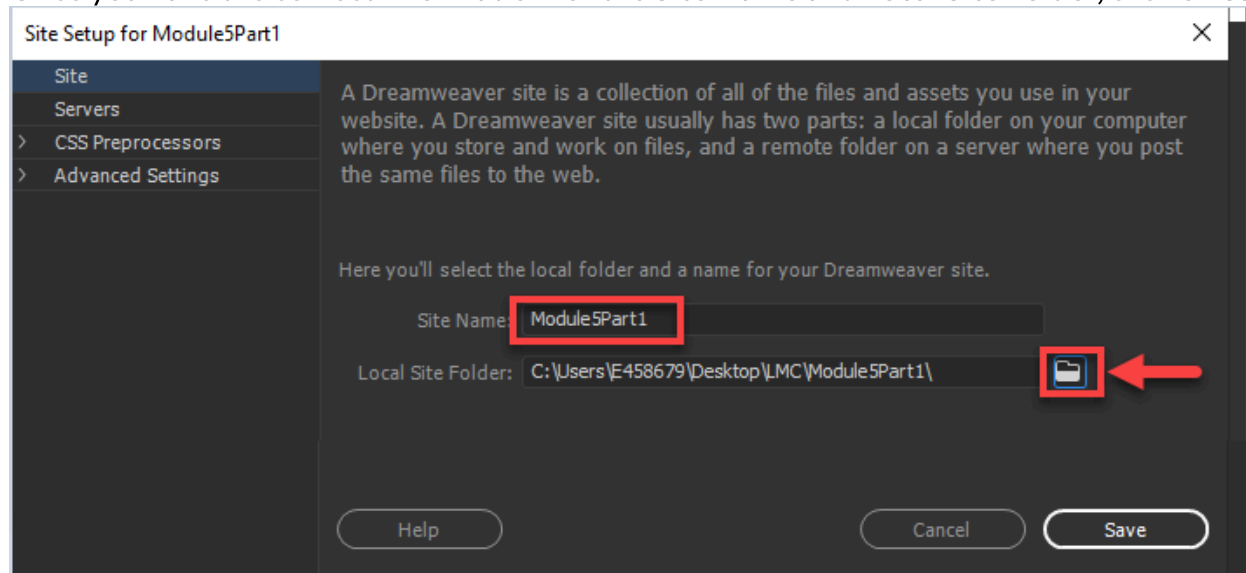 Site Setup for Module5Part1
Site
Servers
CSS Preprocessors
Advanced Settings
A Dreamweaver site is a collection of all of the files and assets you use in your
website. A Dreamweaver site usually has two parts: a local folder on your computer
where you store and work on files, and a remote folder on a server where you post
the same files to the web.
Here you'll select the local folder and a name for your Dreamweaver site.
Site Name: Module5Part1
Local Site Folder: C:\Users\E458679\Desktop\LMC\Module5Part1\
Help
Cancel
Save